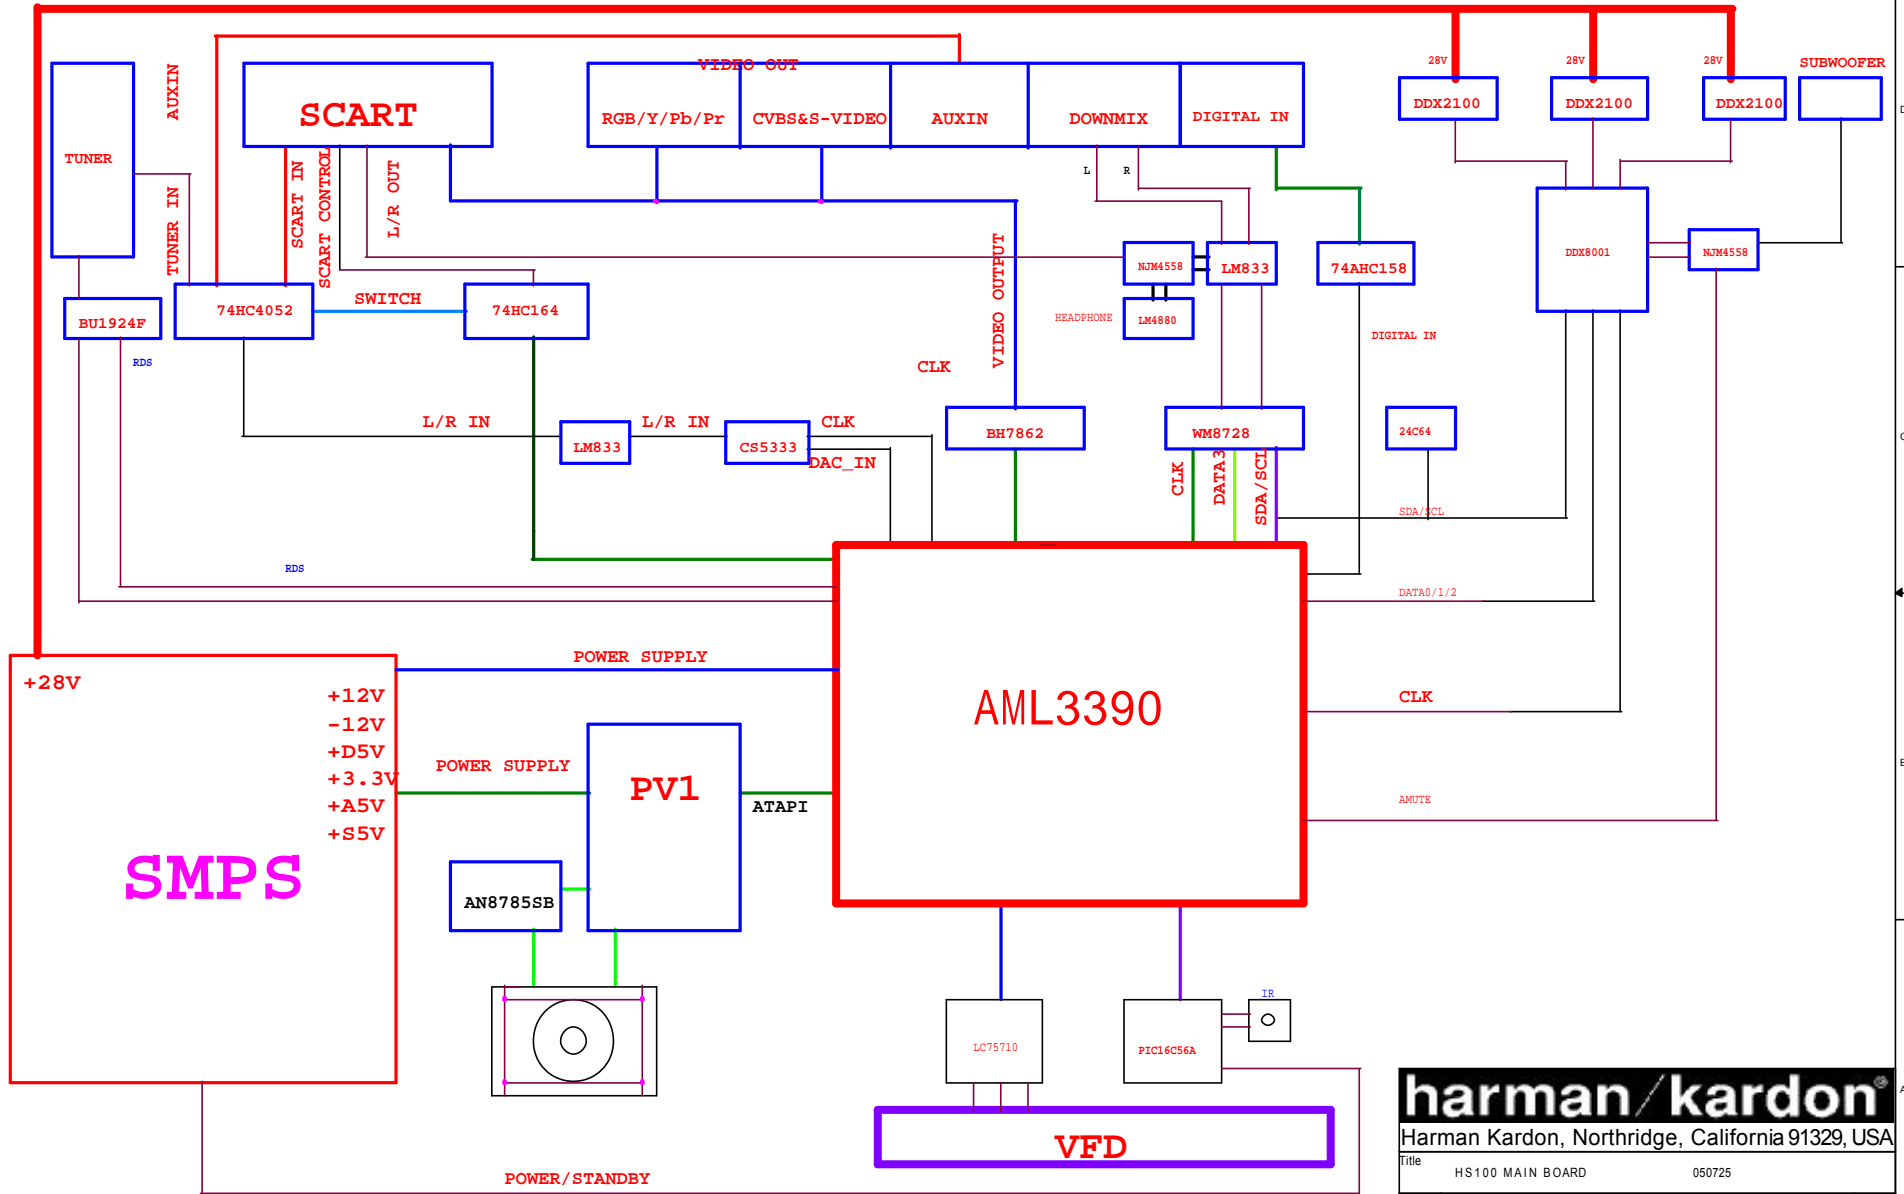 VIDEO OUT
28V
28V
28V
SUBWOOFER
AUXIN
TUNER
SCART
RGB/Y/Pb/Pr
CVBS&S-VIDEO
AUXIN
DOWNMIX
DIGITAL IN
DDX2100
DDX2100
DDX2100
TUNER IN
SCART IN
SCART CONTROL
L/R OUT
L
R
BU1924F
74HC4052
SWITCH
74HC164
VIDEO OUTPUT
NJM4558
LM833
74AHC158
DDX8001
NJM4558
HEADPHONE
LM4880
DIGITAL IN
RDS
CLK
L/R IN
LM833
L/R IN
CS5333
CLK
DAC_IN
BH7862
WM8728
24C64
CLK
DATA3
SDA/SCL
SDA/SCL
RDS
DATA0/1/2
POWER SUPPLY
+28V
+12V
-12V
+D5V
+3.3V
+A5V
+S5V
SMPS
POWER SUPPLY
PV1
ATAPI
AML3390
CLK
AMUTE
AN8785SB
LC75710
PIC16C56A
IR
VFD
POWER/STANDBY
harman/kardon®
Harman Kardon, Northridge, California 91329, USA
Title
HS100 MAIN BOARD 050725